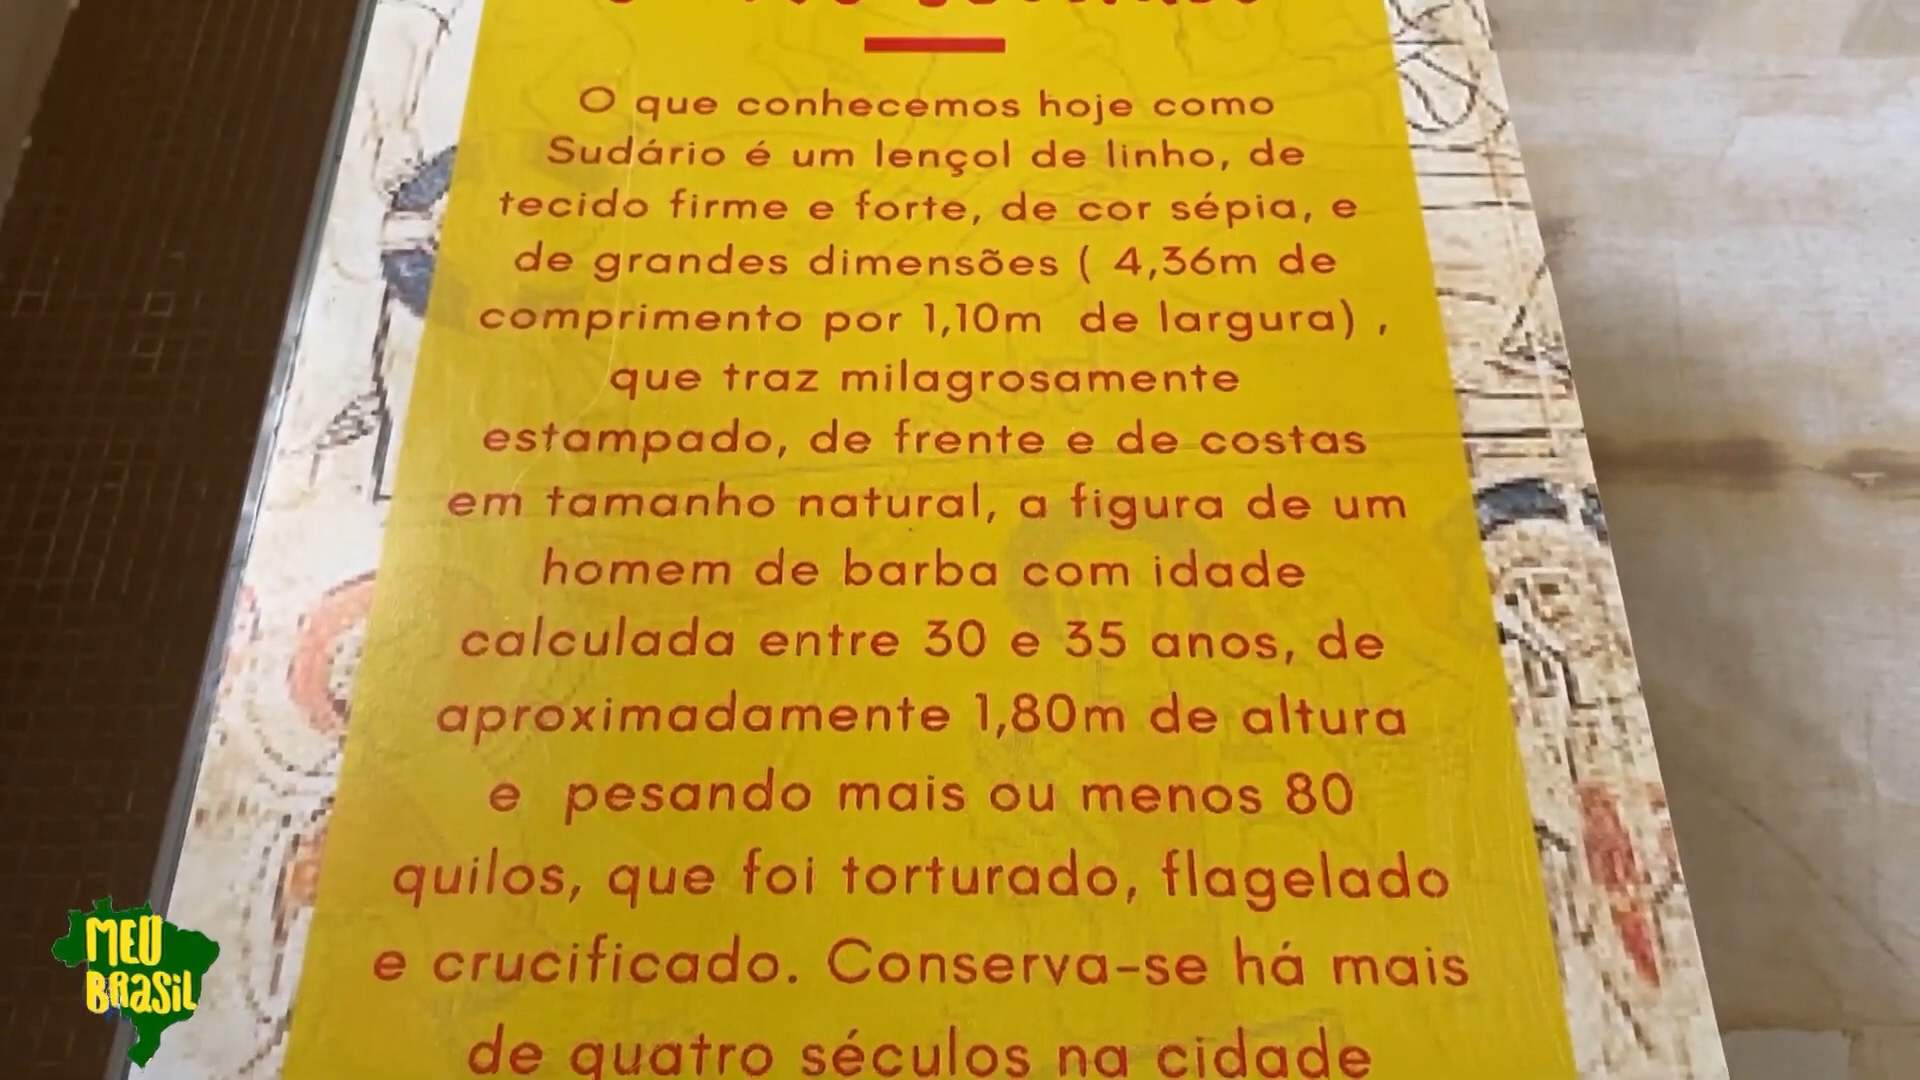 O que conhecemos hoje como
Sudário é um lençol de linho, de
tecido firme e forte, de cor sépia, e
de grandes dimensões ( 4,36m de
comprimento por 1,10m de largura) ,
que traz milagrosamente
estampado, de frente e de costas
em tamanho natural, a figura de um
homem de barba com idade
calculada entre 30 e 35 anos, de
aproximadamente 1,80m de altura
e pesando mais ou menos 80
quilos, que foi torturado, flagelado
e crucificado. Conserva-se há mais
de quatro séculos na cidade
MEU
BRASIL